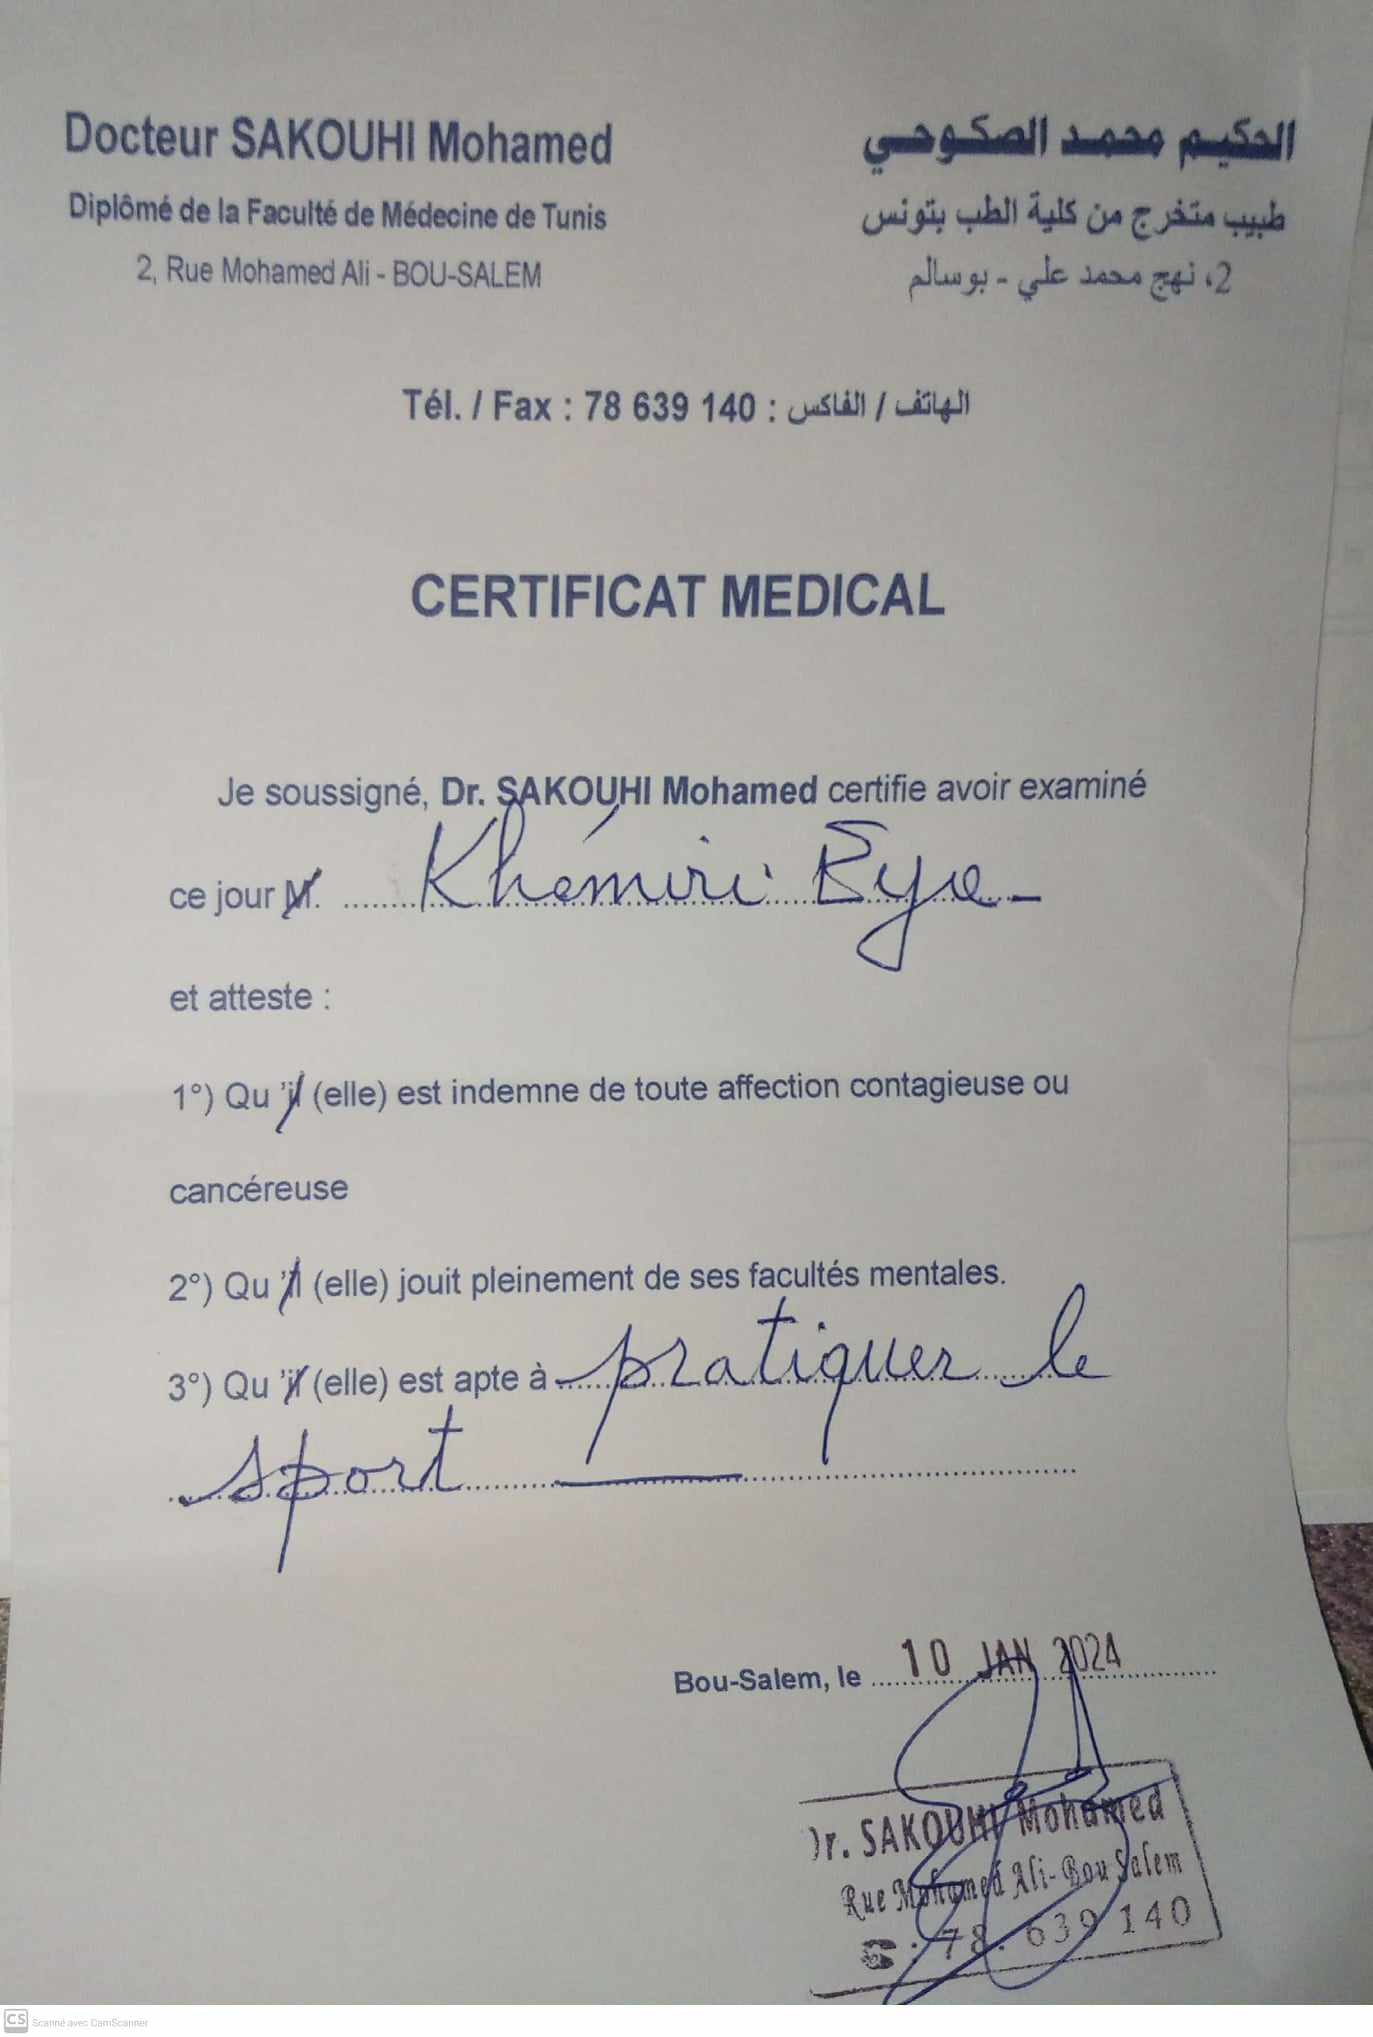 Docteur SAKOUHI Mohamed
Diplômé de la Faculté de Médecine de Tunis
2, Rue Mohamed Ali - BOU-SALEM
الحكيم محمد الصكوحي
طبيب متخرج من كلية الطب بتونس
2، نهج محمد علي - بوسالم
Tél. / Fax : 78 639 140 : الهاتف / الفاكس
CERTIFICAT MEDICAL
Je soussigné, Dr. SAKOUHI Mohamed certifie avoir examiné
ce jour M. Khémiri Eya
et atteste :
1°) Qu 'il (elle) est indemne de toute affection contagieuse ou
cancéreuse
2°) Qu 'il (elle) jouit pleinement de ses facultés mentales.
3°) Qu 'il (elle) est apte à pratiquer le
sport
Bou-Salem, le 10 JAN 2024
Dr. SAKOUHI Mohamed
Rue Mohamed Ali-Bou Salem
☎ : 78. 639 140
CS Scanné avec CamScanner